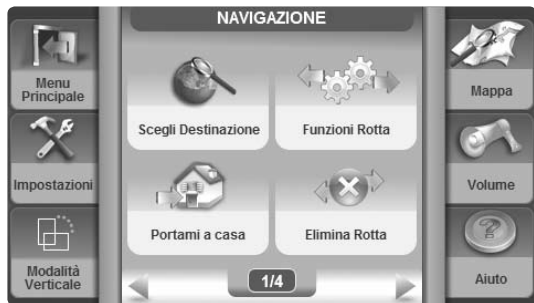 NAVIGAZIONE
Menu
Principale
Scegli Destinazione
Funzioni Rotta
Mappa
Impostazioni
Portami a casa
Elimina Rotta
Volume
Modalità
Verticale
1/4
Aiuto